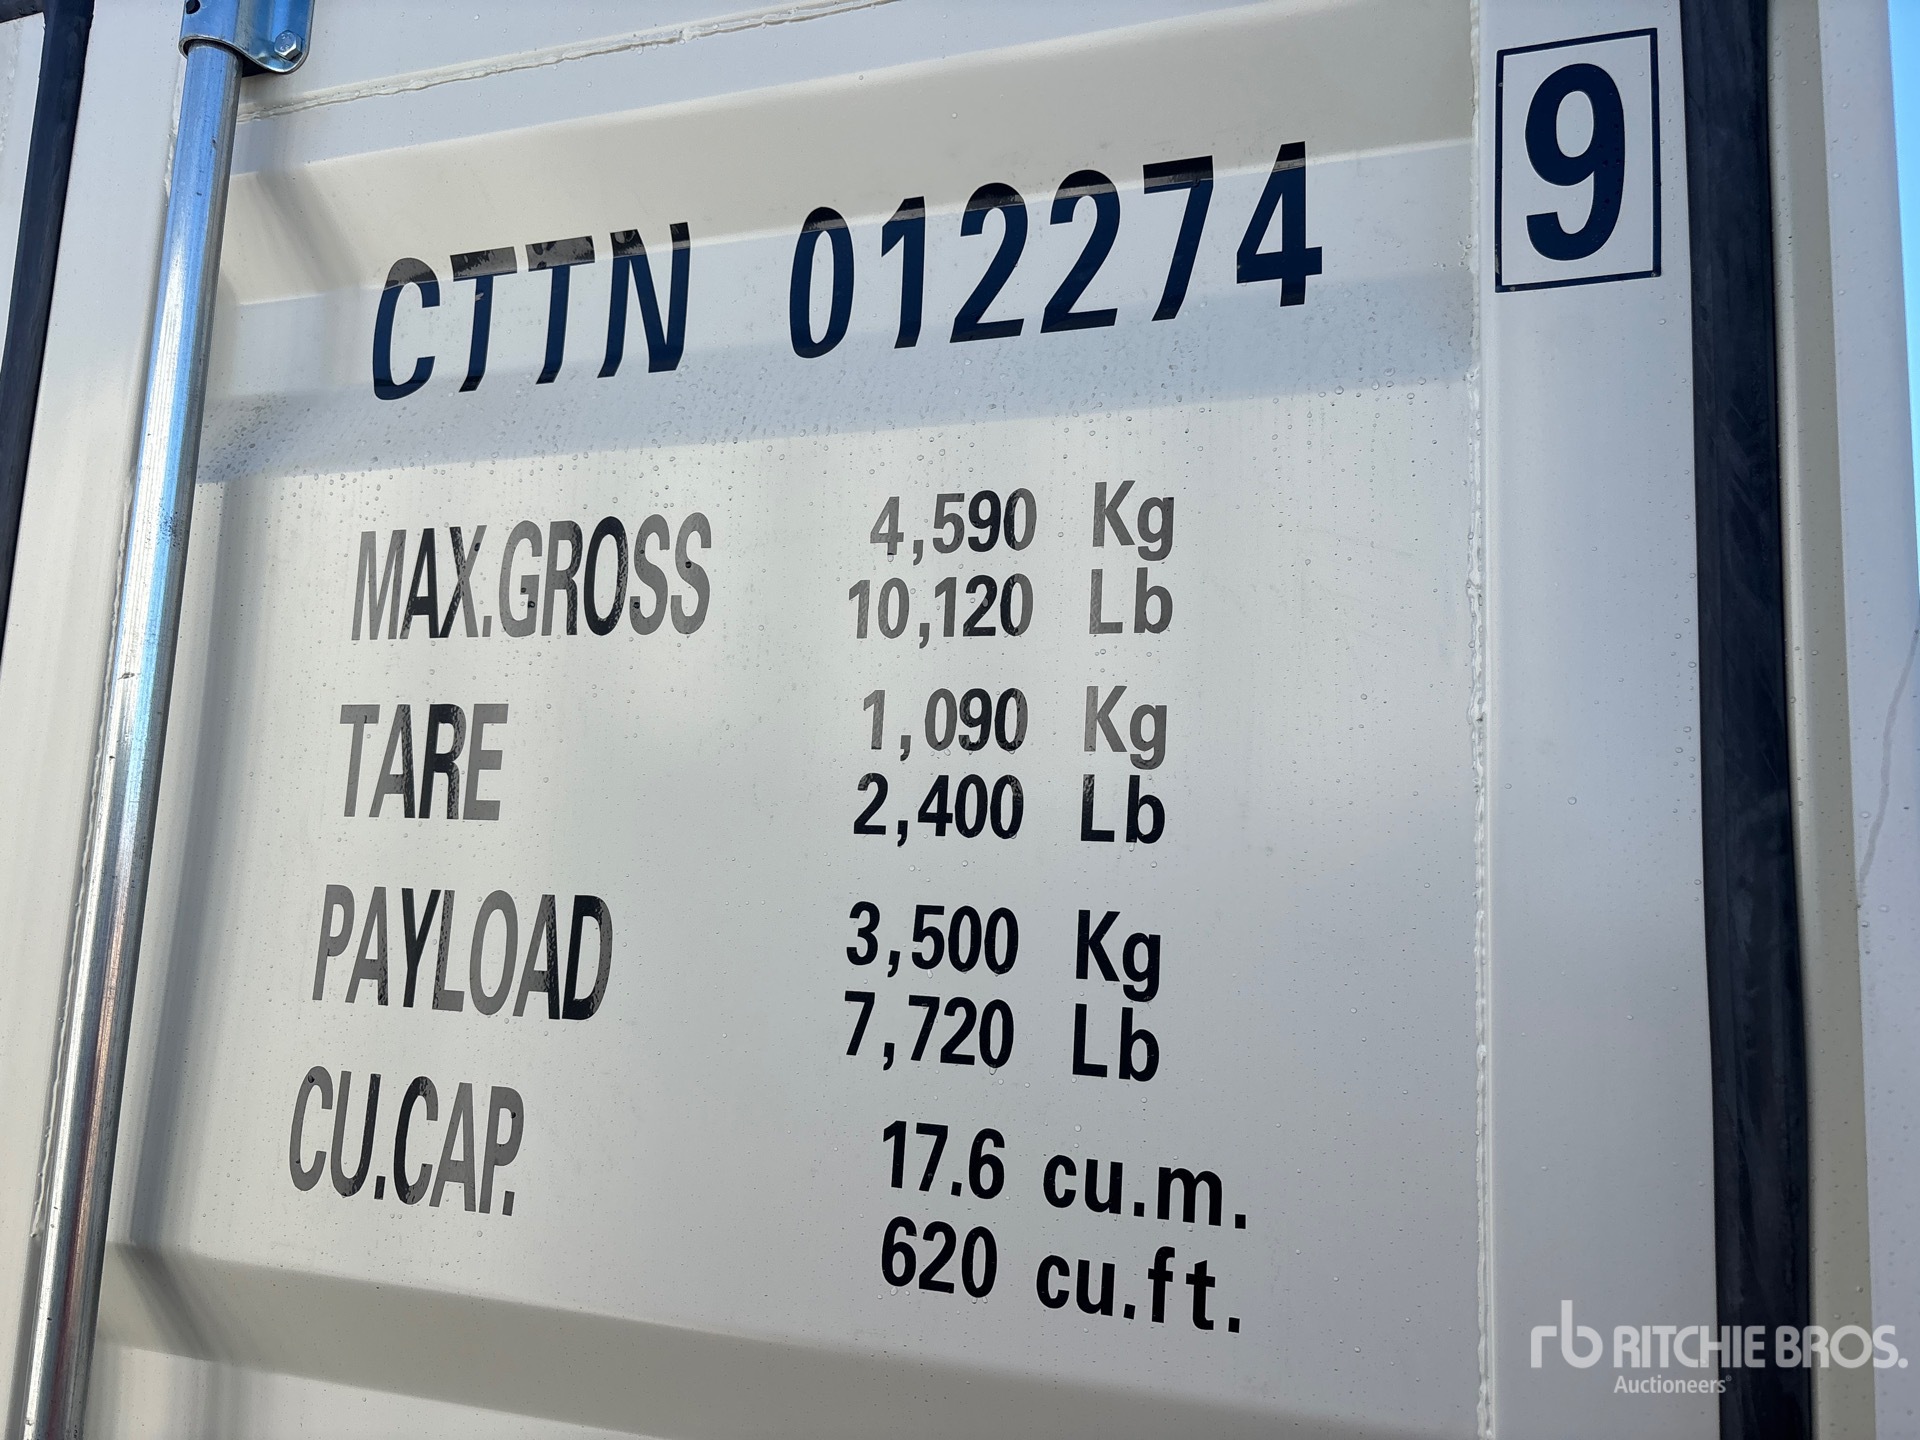 CTTN 012274 9
MAX.GROSS 4,590 Kg
10,120 Lb
TARE 1,090 Kg
2,400 Lb
PAYLOAD 3,500 Kg
7,720 Lb
CU.CAP. 17.6 cu.m.
620 cu.ft.
rb RITCHIE BROS.
Auctioneers